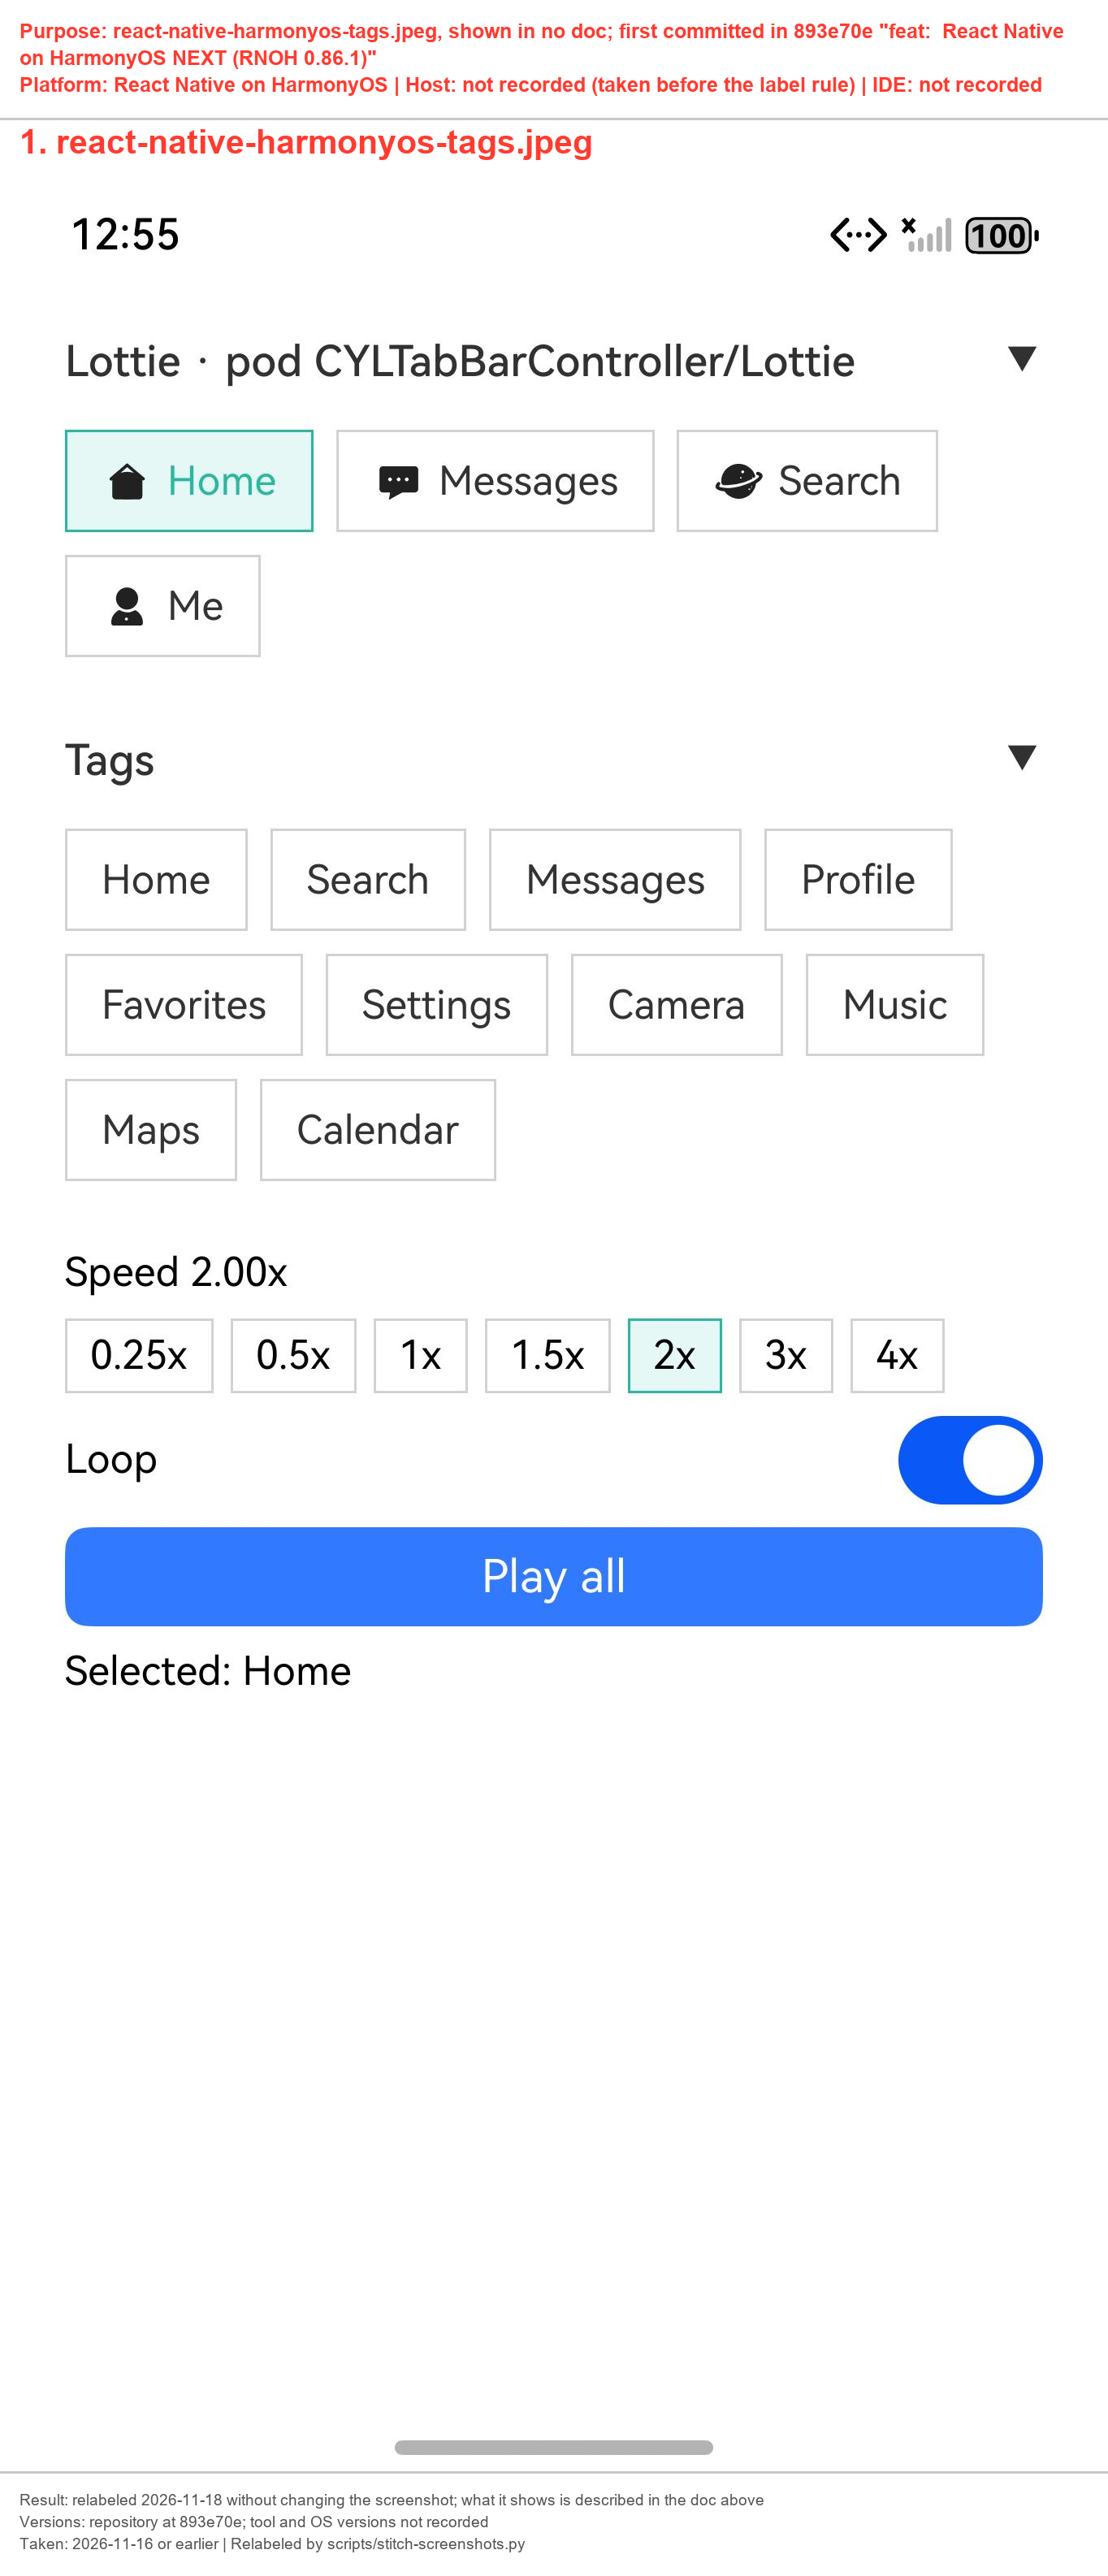 Purpose: react-native-harmonyos-tags.jpeg, shown in no doc; first committed in 893e70e "feat:  React Native
on HarmonyOS NEXT (RNOH 0.86.1)"
Platform: React Native on HarmonyOS | Host: not recorded (taken before the label rule) | IDE: not recorded
1. react-native-harmonyos-tags.jpeg
12:55 100
Lottie · pod CYLTabBarController/Lottie ▼
Home Messages Search
Me
Tags ▼
Home Search Messages Profile
Favorites Settings Camera Music
Maps Calendar
Speed 2.00x
0.25x 0.5x 1x 1.5x 2x 3x 4x
Loop
Play all
Selected: Home
Result: relabeled 2026-11-18 without changing the screenshot; what it shows is described in the doc above
Versions: repository at 893e70e; tool and OS versions not recorded
Taken: 2026-11-16 or earlier | Relabeled by scripts/stitch-screenshots.py